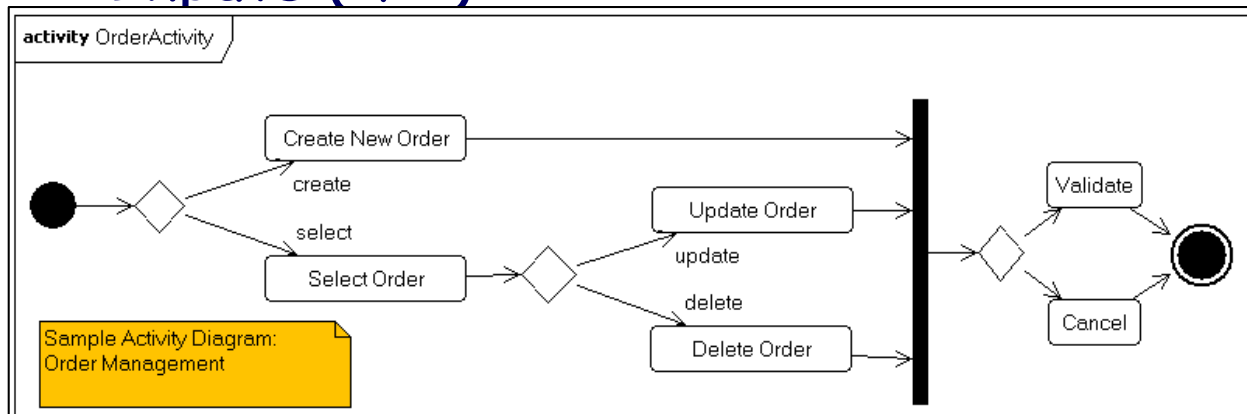 activity OrderActivity
Create New Order
create
Validate
Update Order
select
update
Select Order
delete
Cancel
Sample Activity Diagram:
Order Management
Delete Order